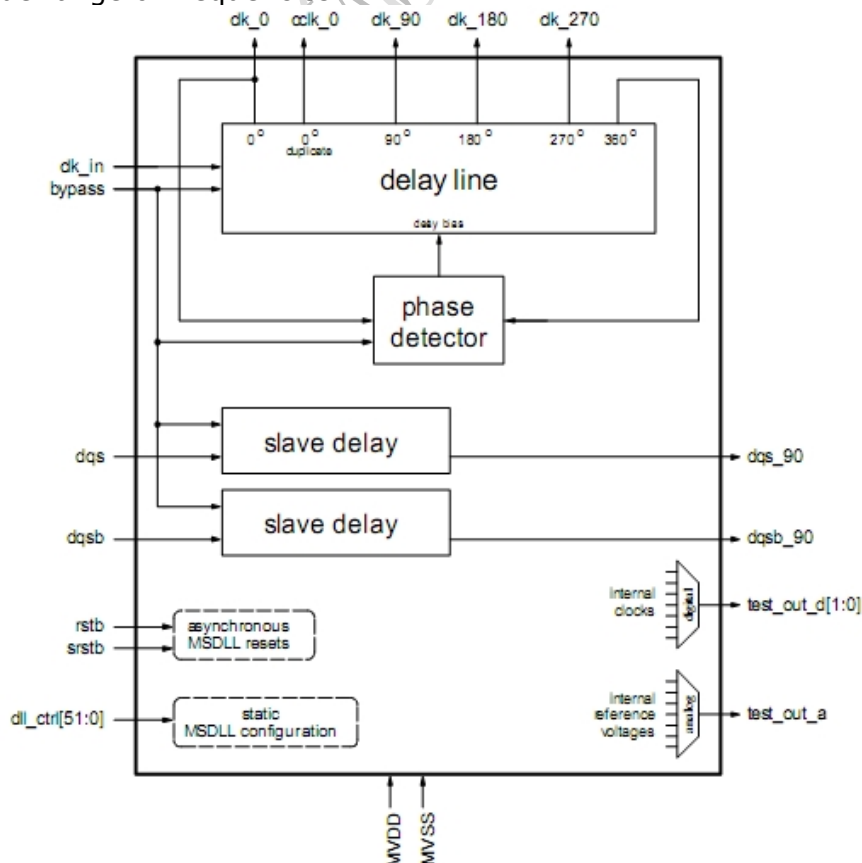 clk_0 cclk_0 clk_90 clk_180 clk_270
0° 0° 90° 180° 270° 360°
duplicate
clk_in
bypass
delay line
delay bias
phase
detector
slave delay
dqs
dqs_90
slave delay
dqsb
dqsb_90
internal
clocks
digital
test_out_d[1:0]
rstb
srstb
asynchronous
MSDLL resets
dll_ctrl[51:0]
static
MSDLL configuration
internal
reference
voltages
analog
test_out_a
MVDD
MVSS